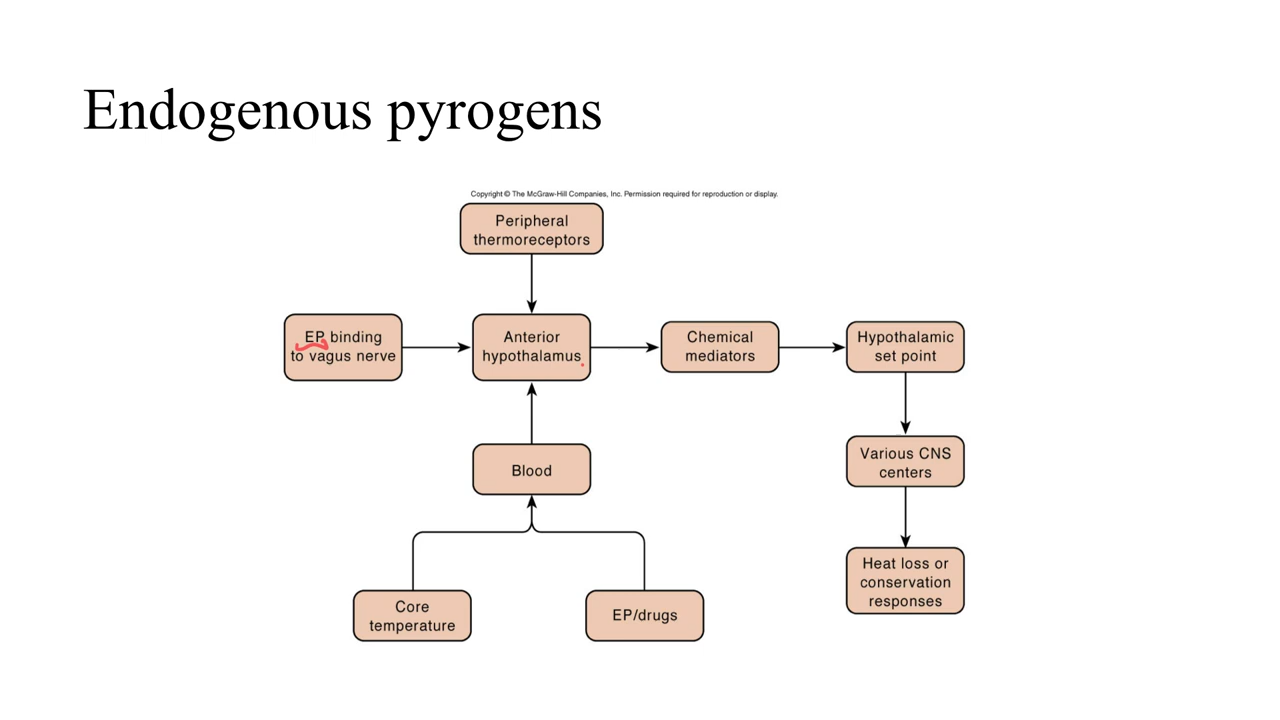 Endogenous pyrogens
Copyright © The McGraw-Hill Companies, Inc. Permission required for reproduction or display.
Peripheral
thermoreceptors
EP binding
to vagus nerve
Anterior
hypothalamus
Chemical
mediators
Hypothalamic
set point
Blood
Various CNS
centers
Core
temperature
EP/drugs
Heat loss or
conservation
responses